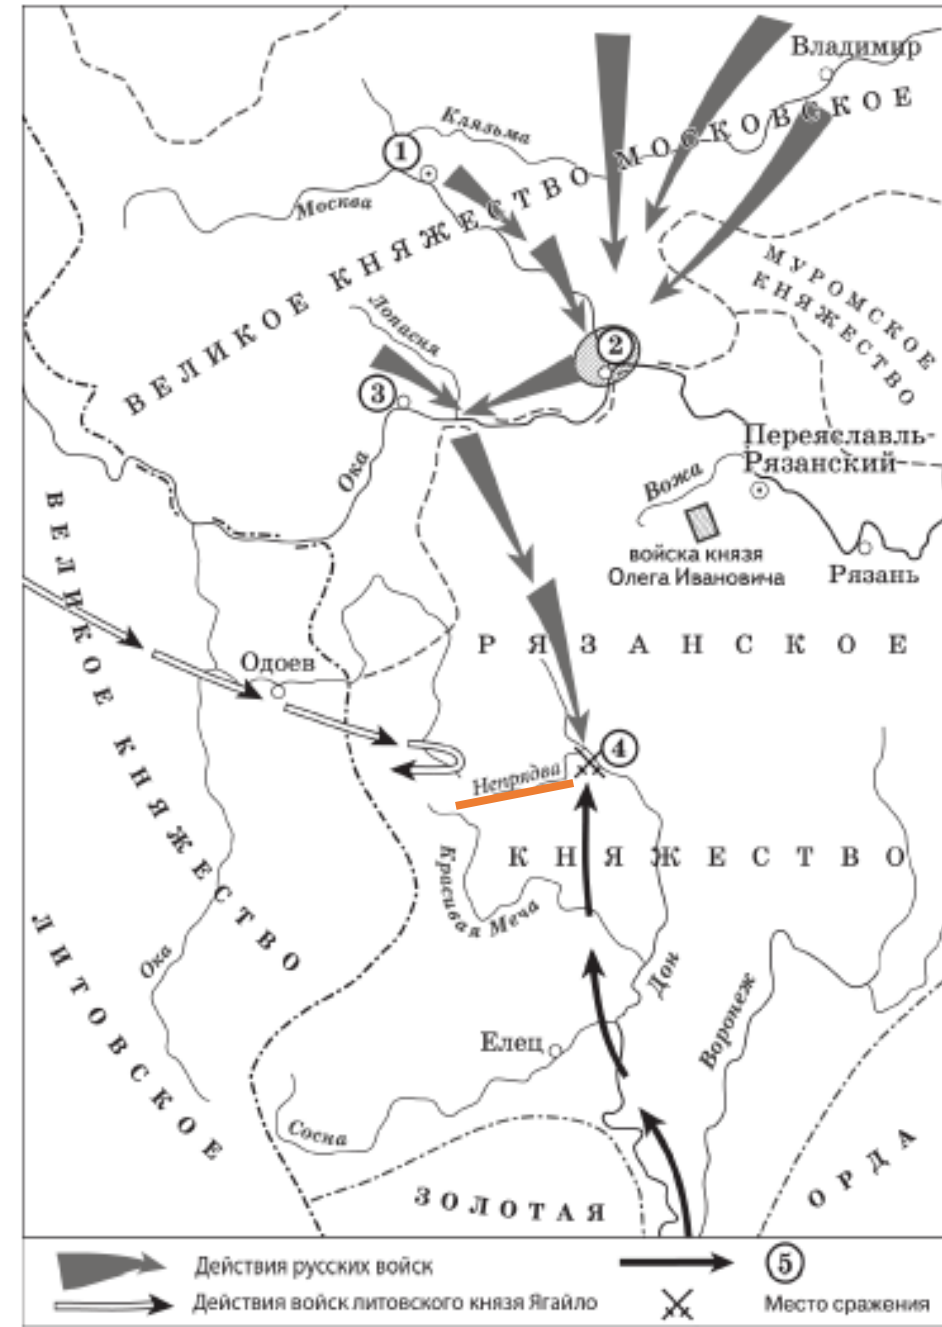 Владимир
Клязьма
1
Москва
ВЕЛИКОЕ КНЯЖЕСТВО МОСКОВСКОЕ
МУРОМСКОЕ
КНЯЖЕСТВО
Лопасня
2
3
Ока
Переяславль-
Рязанский
Вожа
войска князя
Олега Ивановича
Рязань
ВЕЛИКОЕ КНЯЖЕСТВО
ЛИТОВСКОЕ
Одоев
РЯЗАНСКОЕ
4
Непрядва
КНЯЖЕСТВО
Красивая Меча
Ока
Дон
Воронеж
Елец
Сосна
ЗОЛОТАЯ
ОРДА
Действия русских войск
5
Действия войск литовского князя Ягайло
Место сражения